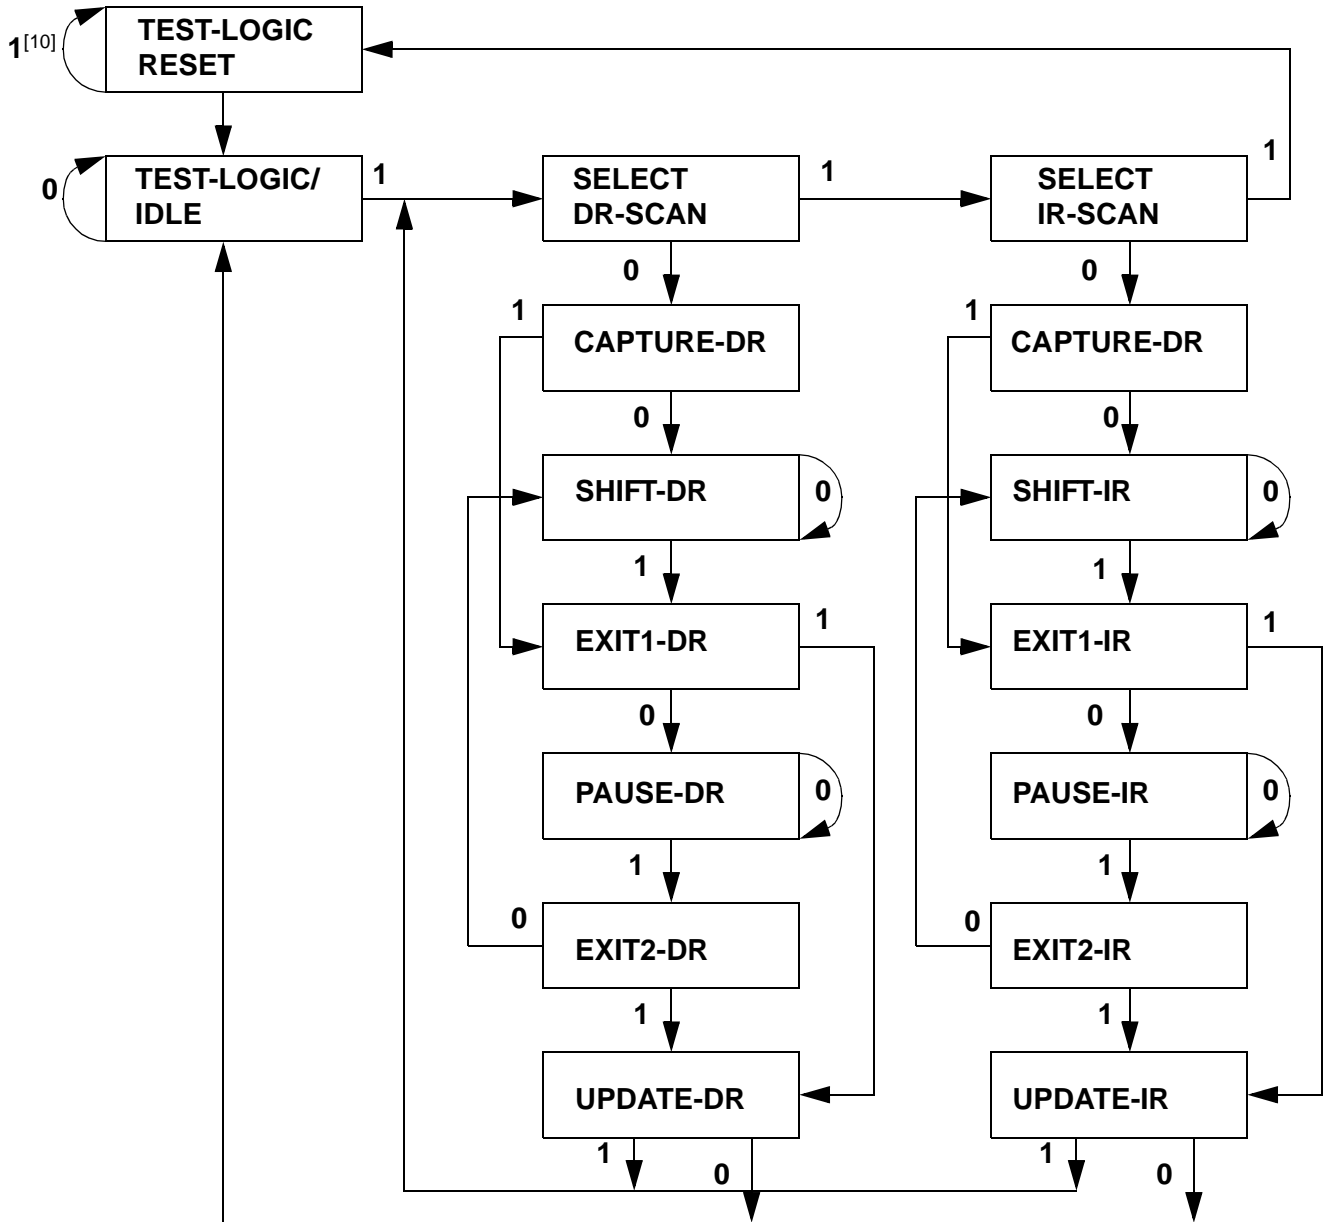 TEST-LOGIC
RESET
1[10]
TEST-LOGIC/
IDLE
0
1
SELECT
DR-SCAN
1
SELECT
IR-SCAN
1
0
0
1
CAPTURE-DR
1
CAPTURE-DR
0
0
SHIFT-DR
0
SHIFT-IR
0
1
1
EXIT1-DR
1
EXIT1-IR
1
0
0
PAUSE-DR
0
PAUSE-IR
0
1
1
0
EXIT2-DR
0
EXIT2-IR
1
1
UPDATE-DR
UPDATE-IR
1
0
1
0